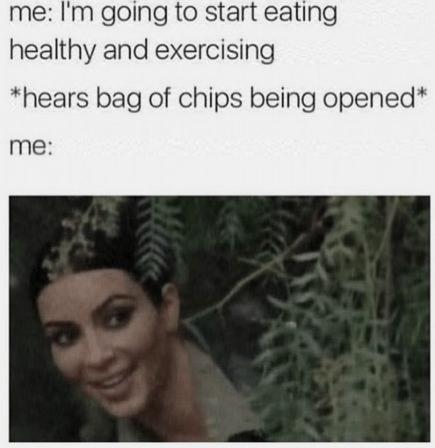 me: I'm going to start eating
healthy and exercising
*hears bag of chips being opened*
me: